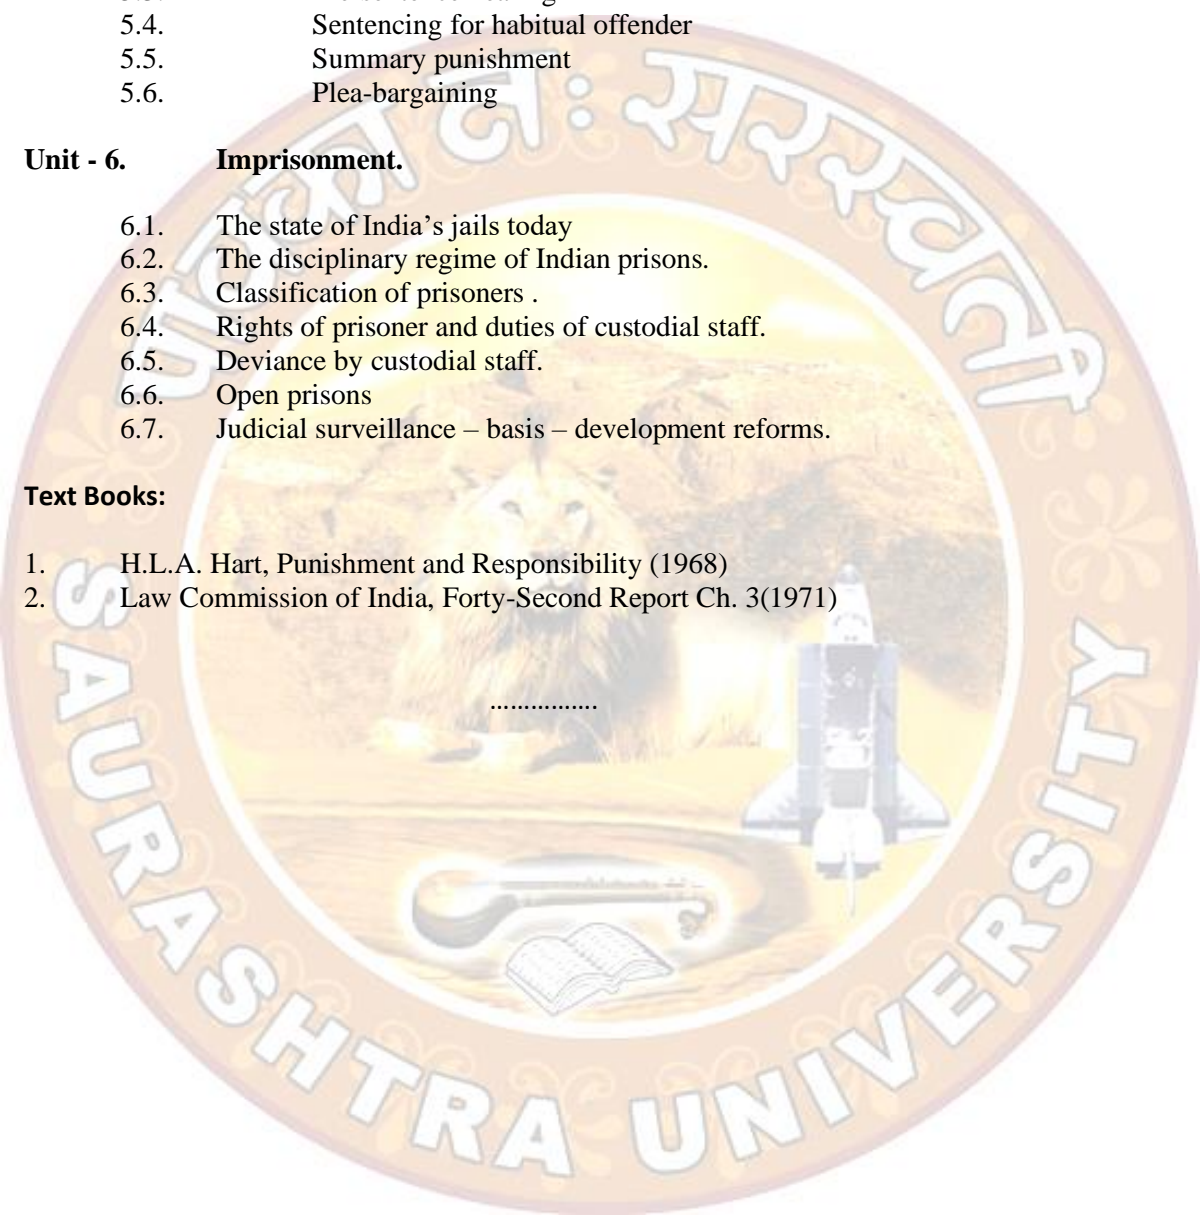 5.4. Sentencing for habitual offender
5.5. Summary punishment
5.6. Plea-bargaining
Unit - 6. Imprisonment.
6.1. The state of India’s jails today
6.2. The disciplinary regime of Indian prisons.
6.3. Classification of prisoners .
6.4. Rights of prisoner and duties of custodial staff.
6.5. Deviance by custodial staff.
6.6. Open prisons
6.7. Judicial surveillance – basis – development reforms.
Text Books:
1. H.L.A. Hart, Punishment and Responsibility (1968)
2. Law Commission of India, Forty-Second Report Ch. 3(1971)
…………….
पावका नः सरस्वती
SAURASHTRA UNIVERSITY